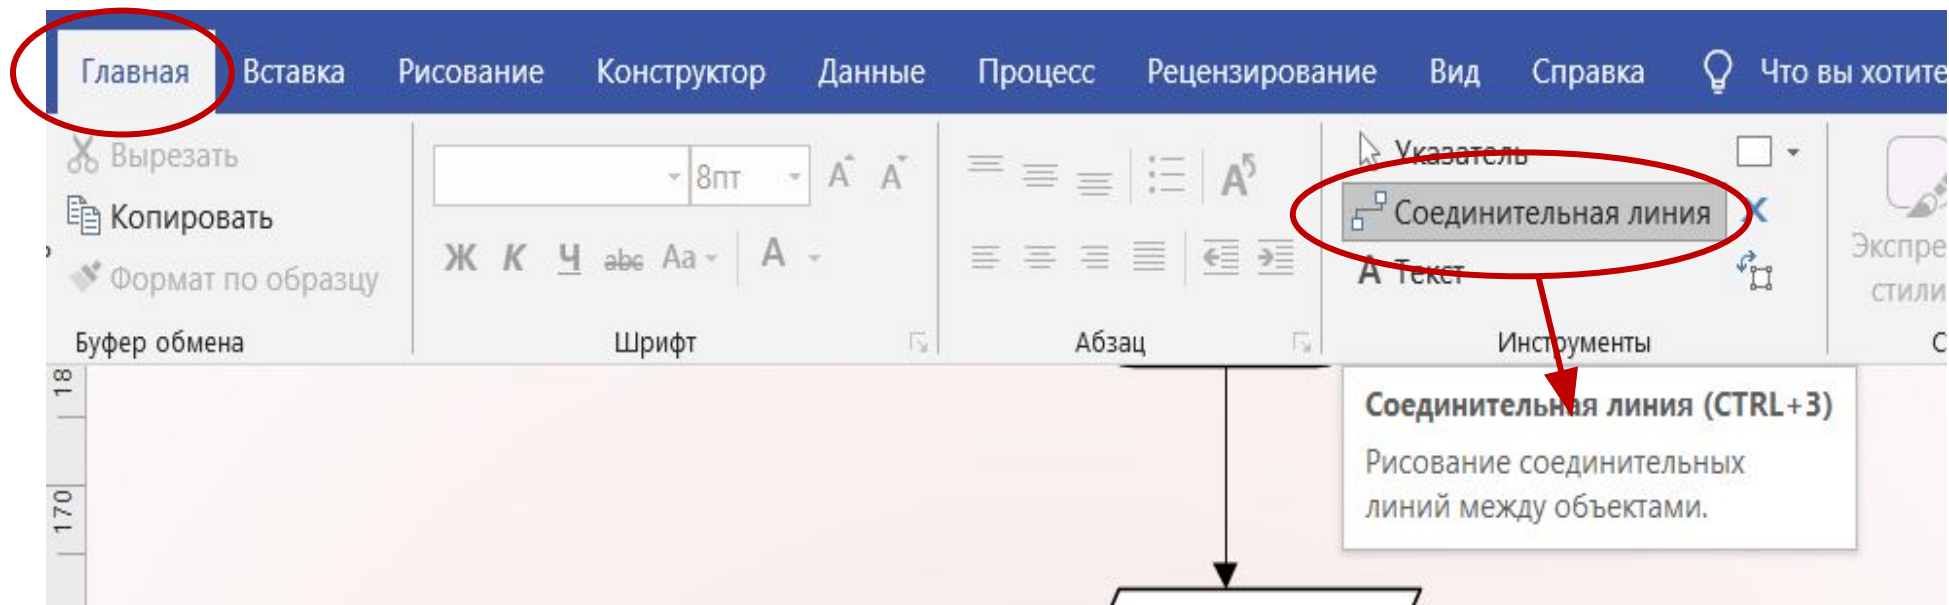 Главная Вставка Рисование Конструктор Данные Процесс Рецензирование Вид Справка Что вы хотите
Вырезать
Копировать
Формат по образцу
Буфер обмена
8пт
Ж К Ч abc Aa A
Шрифт
Абзац
Указатель
Соединительная линия
Текст
Инструменты
Экспре
стили
С
18
170
Соединительная линия (CTRL+3)
Рисование соединительных
линий между объектами.